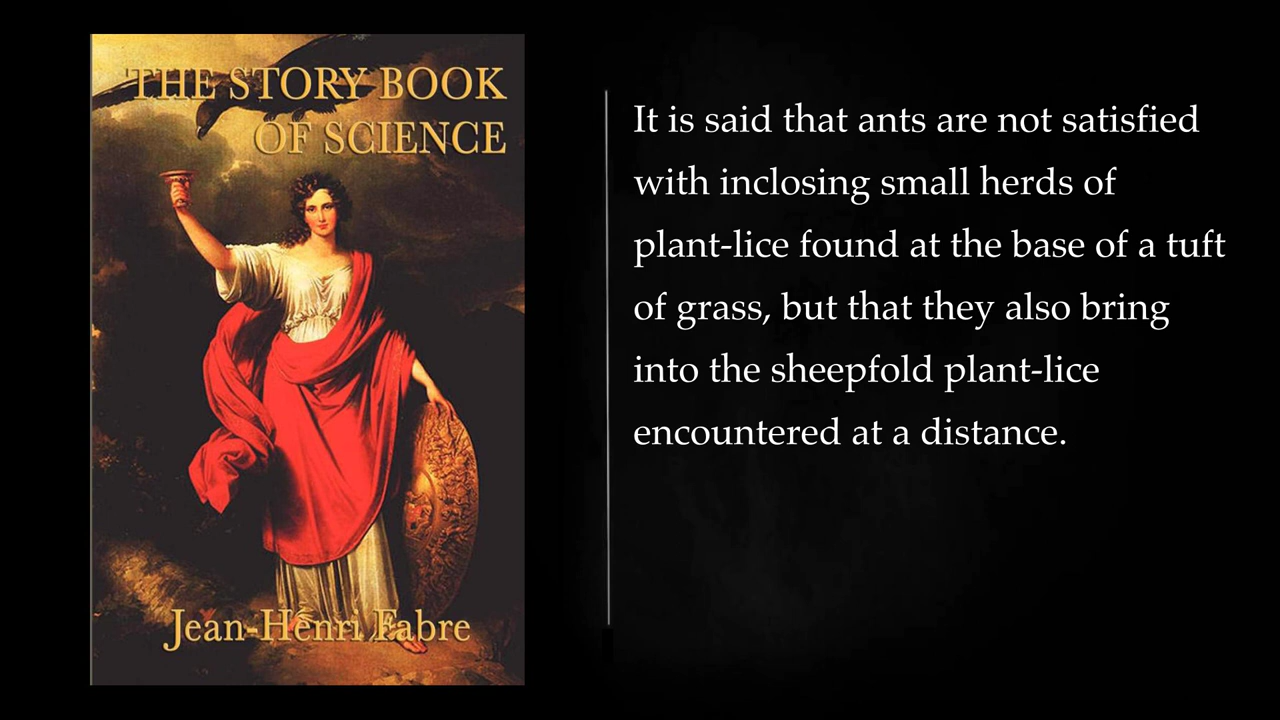 THE STORY BOOK
OF SCIENCE
Jean-Henri Fabre
It is said that ants are not satisfied
with inclosing small herds of
plant-lice found at the base of a tuft
of grass, but that they also bring
into the sheepfold plant-lice
encountered at a distance.